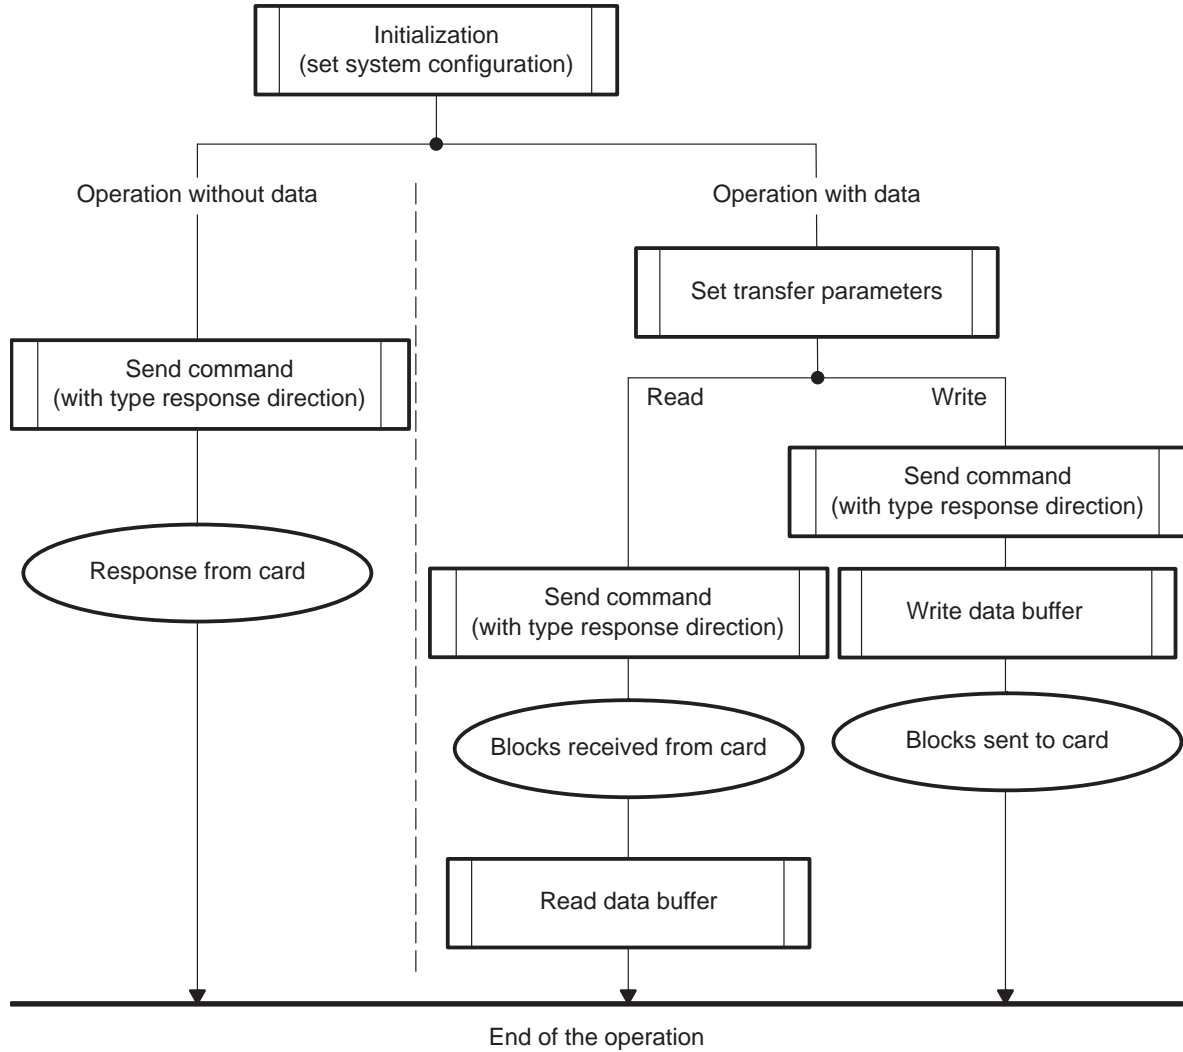 Initialization
(set system configuration)
Operation without data
Operation with data
Set transfer parameters
Send command
(with type response direction)
Read
Write
Send command
(with type response direction)
Response from card
Send command
(with type response direction)
Write data buffer
Blocks received from card
Blocks sent to card
Read data buffer
End of the operation